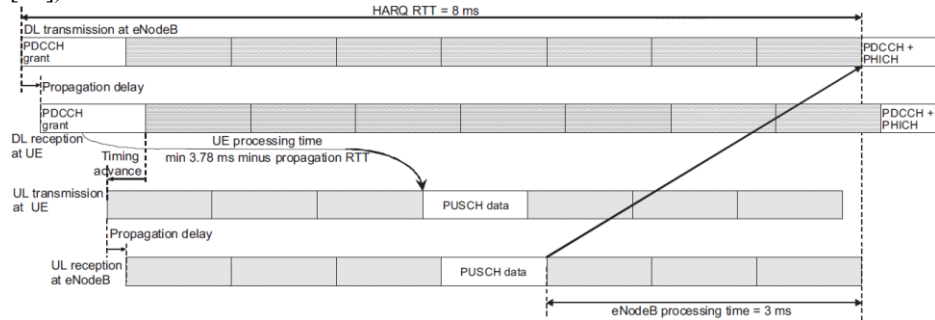 HARQ RTT = 8 ms
DL transmission at eNodeB
PDCCH
grant
PDCCH +
PHICH
Propagation delay
PDCCH
grant
PDCCH +
PHICH
DL reception
at UE
UE processing time
min 3.78 ms minus propagation RTT
Timing
advance
UL transmission
at UE
PUSCH data
Propagation delay
UL reception
at eNodeB
PUSCH data
eNodeB processing time = 3 ms